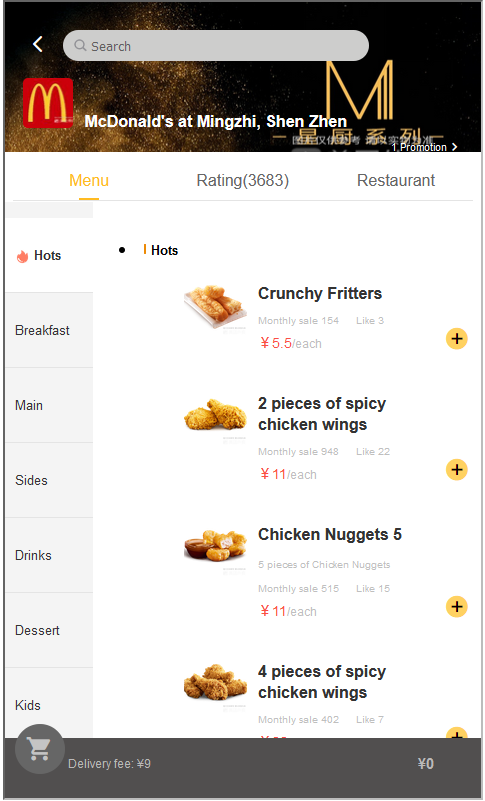 Search
McDonald's at Mingzhi, Shen Zhen
星厨系列
1 Promotion
Menu
Rating(3683)
Restaurant
Hots
Breakfast
Main
Sides
Drinks
Dessert
Kids
Hots
Crunchy Fritters
Monthly sale 154 Like 3
¥5.5/each
2 pieces of spicy
chicken wings
Monthly sale 948 Like 22
¥11/each
Chicken Nuggets 5
5 pieces of Chicken Nuggets
Monthly sale 515 Like 15
¥11/each
4 pieces of spicy
chicken wings
Monthly sale 402 Like 7
Delivery fee: ¥9
¥0